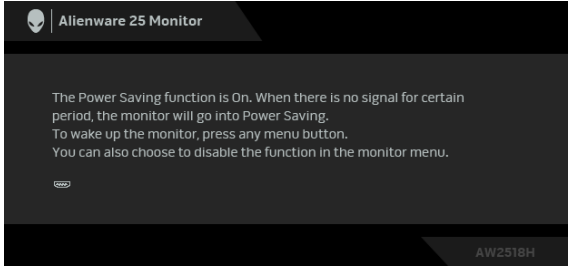 Alienware 25 Monitor
The Power Saving function is On. When there is no signal for certain
period, the monitor will go into Power Saving.
To wake up the monitor, press any menu button.
You can also choose to disable the function in the monitor menu.
AW2518H